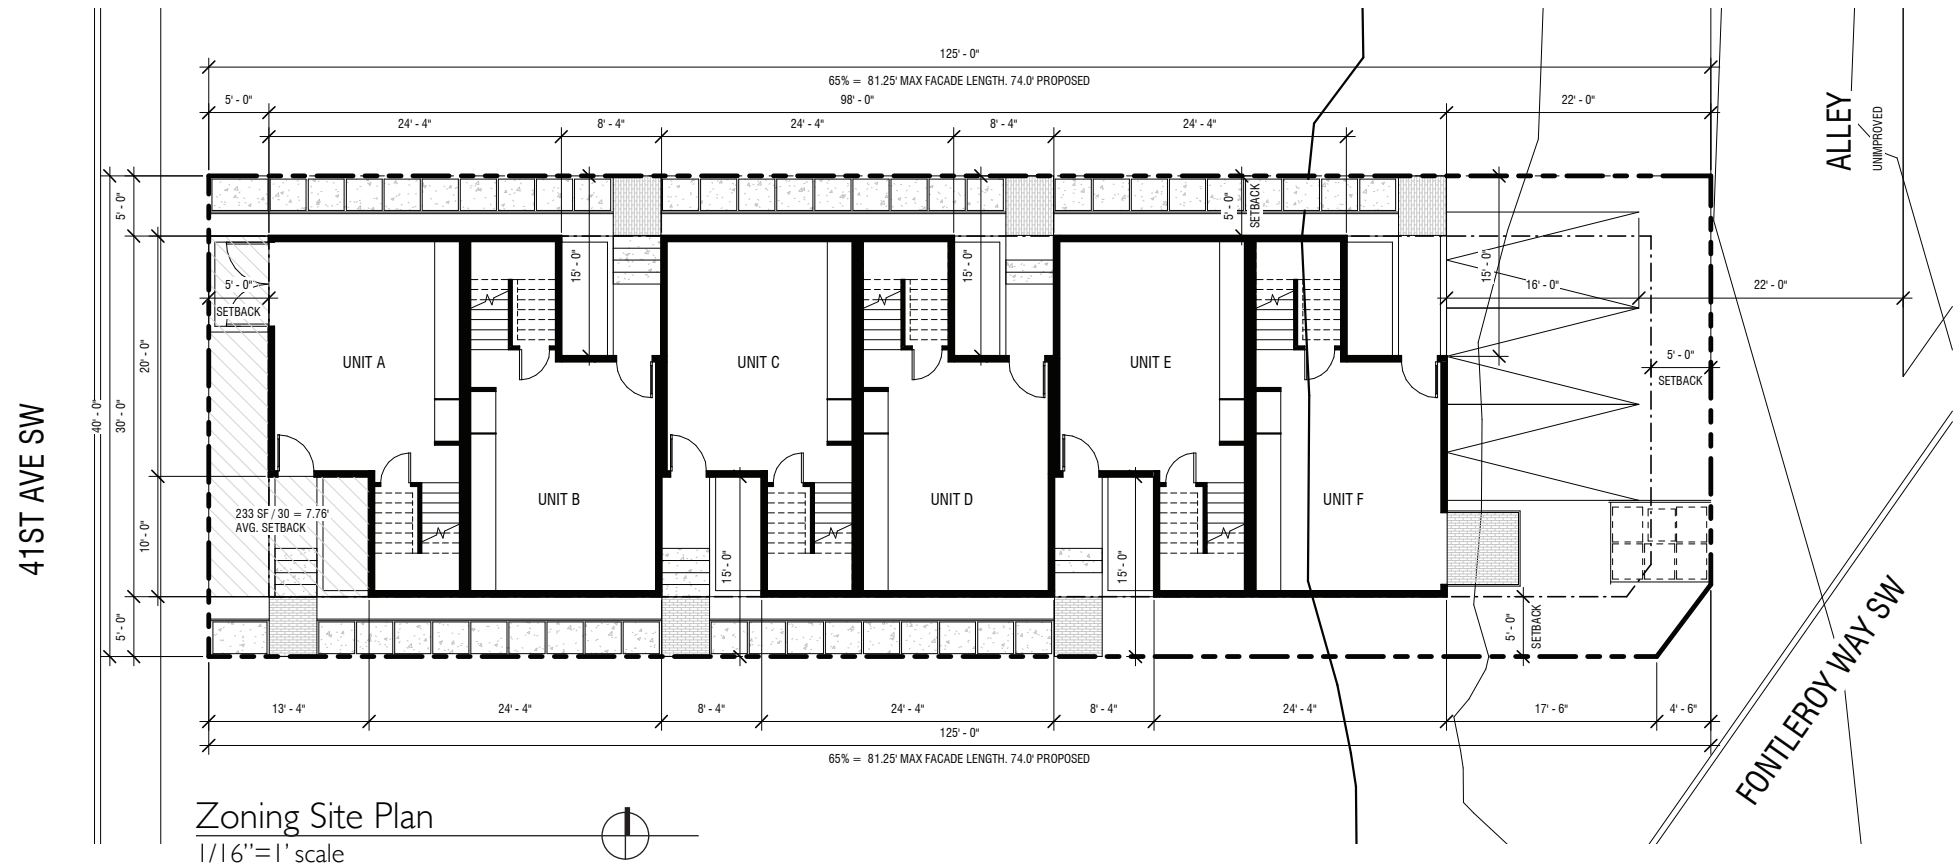 125' - 0"
65% = 81.25' MAX FACADE LENGTH. 74.0' PROPOSED
5' - 0"
98' - 0"
22' - 0"
24' - 4"
8' - 4"
24' - 4"
8' - 4"
24' - 4"
ALLEY
UNIMPROVED
5' - 0"
5' - 0"
SETBACK
15' - 0"
15' - 0"
15' - 0"
5' - 0"
SETBACK
16' - 0"
22' - 0"
20' - 0"
UNIT A
UNIT C
UNIT E
5' - 0"
SETBACK
41ST AVE SW
40' - 0"
30' - 0"
UNIT B
UNIT D
UNIT F
233 SF / 30 = 7.76'
AVG. SETBACK
10' - 0"
15' - 0"
15' - 0"
5' - 0"
5' - 0"
SETBACK
FONTLEROY WAY SW
13' - 4"
24' - 4"
8' - 4"
24' - 4"
8' - 4"
24' - 4"
17' - 6"
4' - 6"
125' - 0"
65% = 81.25' MAX FACADE LENGTH. 74.0' PROPOSED
Zoning Site Plan
1/16"=1' scale